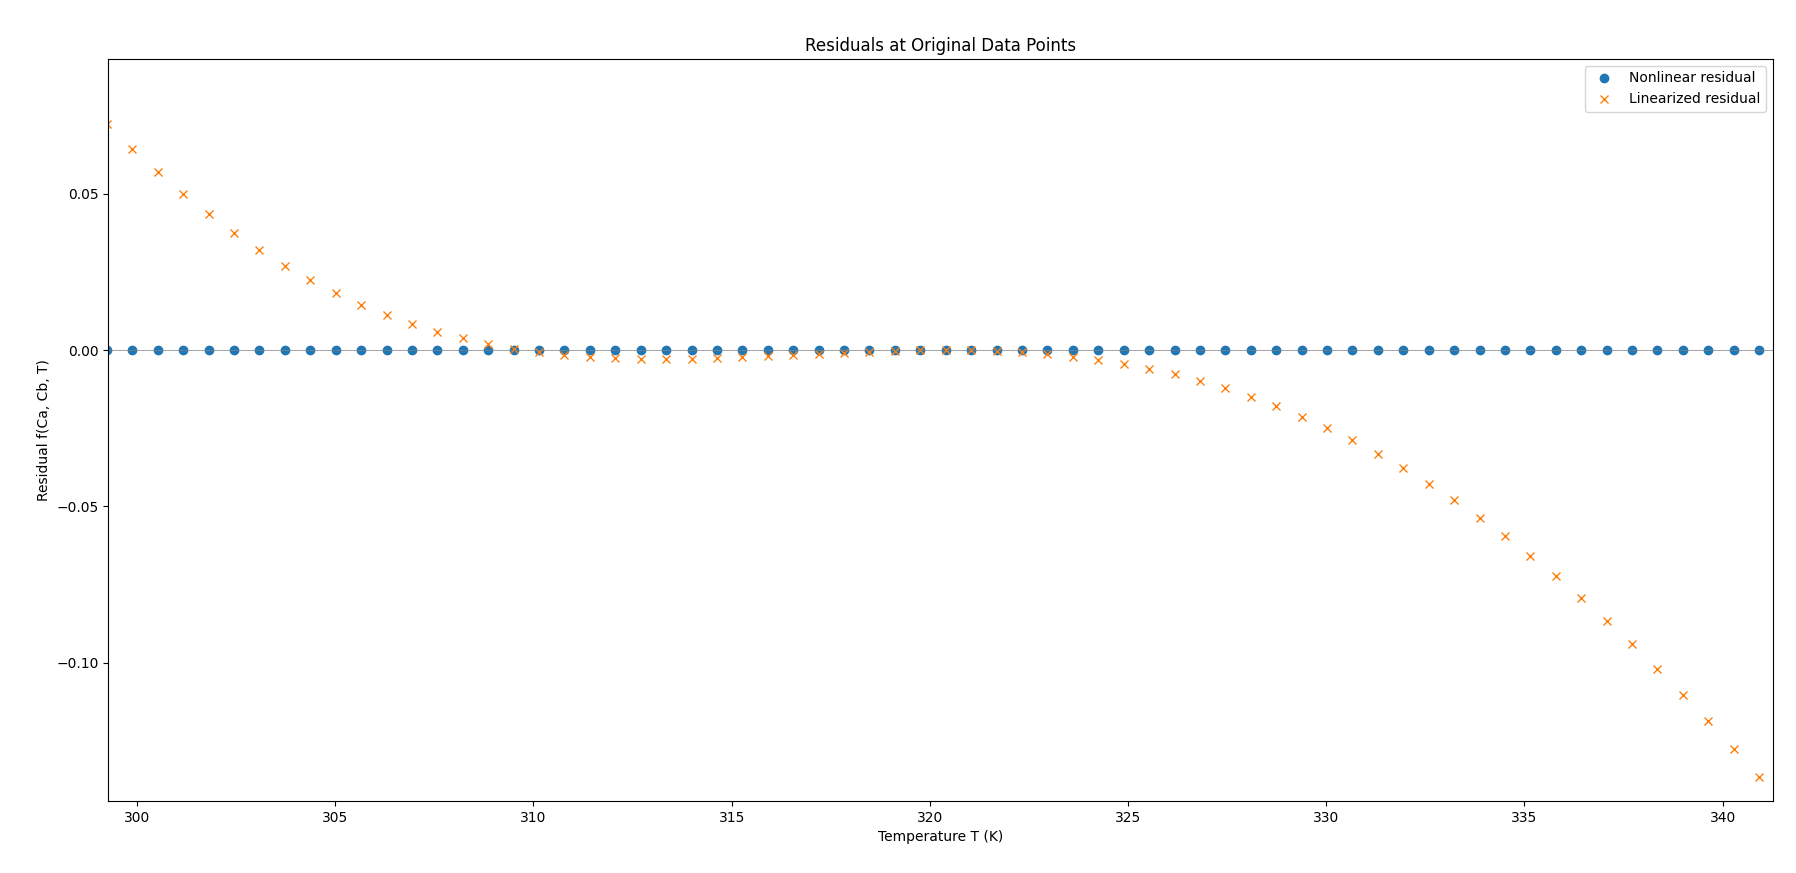 Residuals at Original Data Points
Nonlinear residual
Linearized residual
0.05
0.00
−0.05
−0.10
Residual f(Ca, Cb, T)
300 305 310 315 320 325 330 335 340
Temperature T (K)